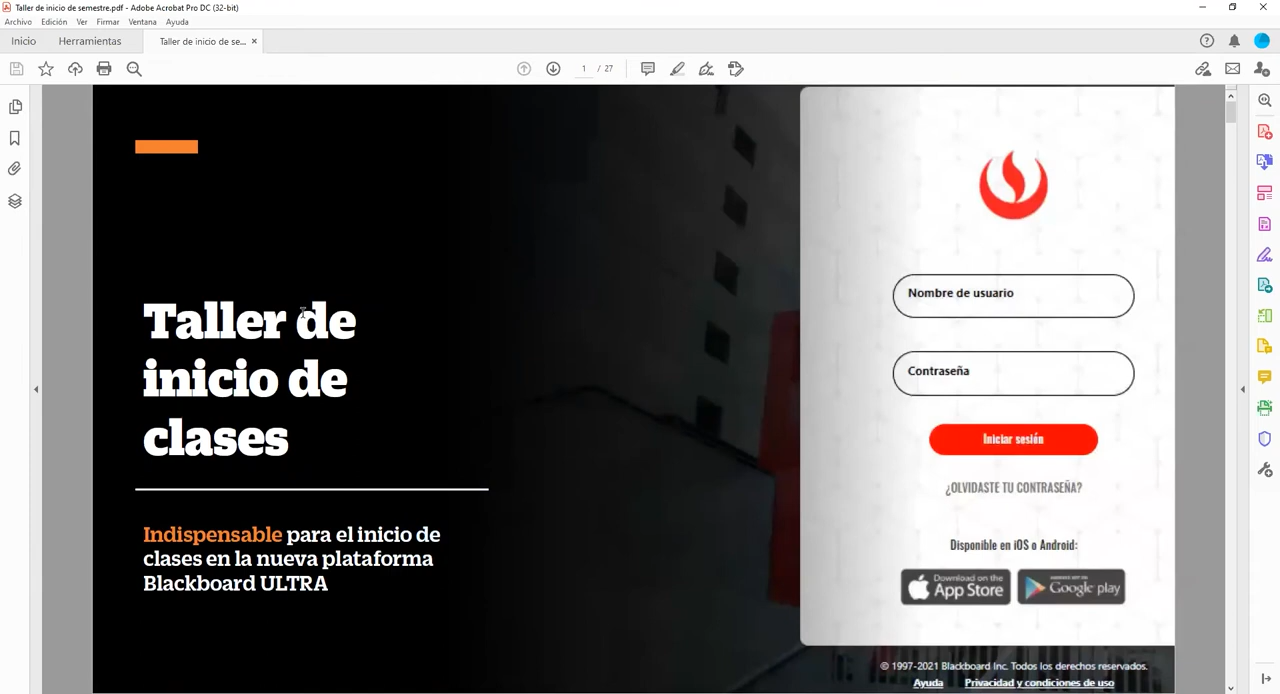 Taller de inicio de semestre.pdf - Adobe Acrobat Pro DC (32-bit)
Archivo Edición Ver Firmar Ventana Ayuda
Inicio Herramientas Taller de inicio de se... ×
1 / 27
Taller de
inicio de
clases
Indispensable para el inicio de
clases en la nueva plataforma
Blackboard ULTRA
Nombre de usuario
Contraseña
Iniciar sesión
¿OLVIDASTE TU CONTRASEÑA?
Disponible en iOS o Android:
Download on the
App Store
ANDROID APP ON
Google play
© 1997-2021 Blackboard Inc. Todos los derechos reservados.
Ayuda Privacidad y condiciones de uso